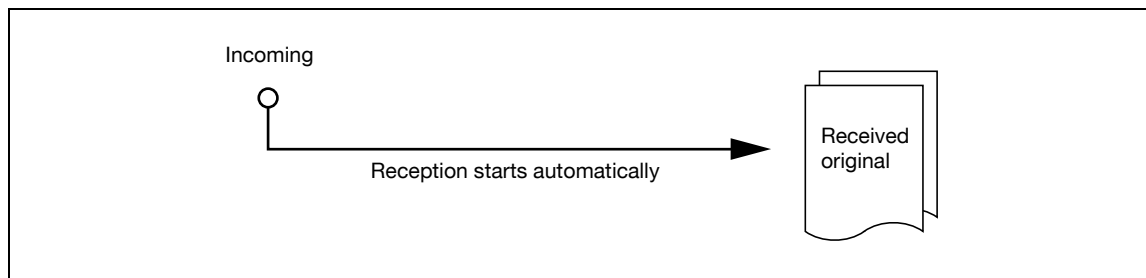 Incoming
Reception starts automatically
Received
original